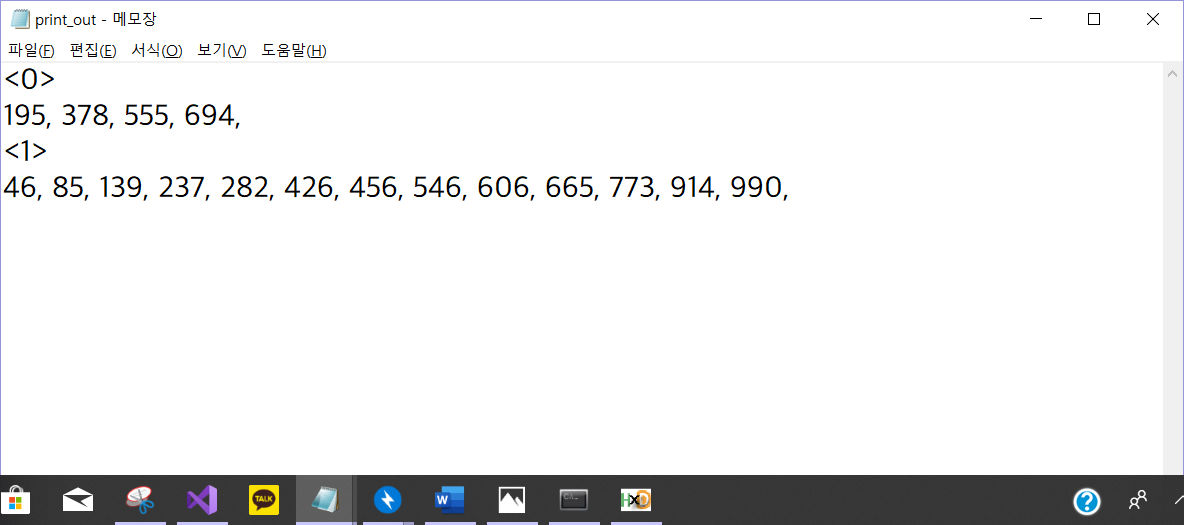 print_out - 메모장
파일(F) 편집(E) 서식(O) 보기(V) 도움말(H)
<0>
195, 378, 555, 694,
<1>
46, 85, 139, 237, 282, 426, 456, 546, 606, 665, 773, 914, 990,
TALK
W
C:\_
HxD
?